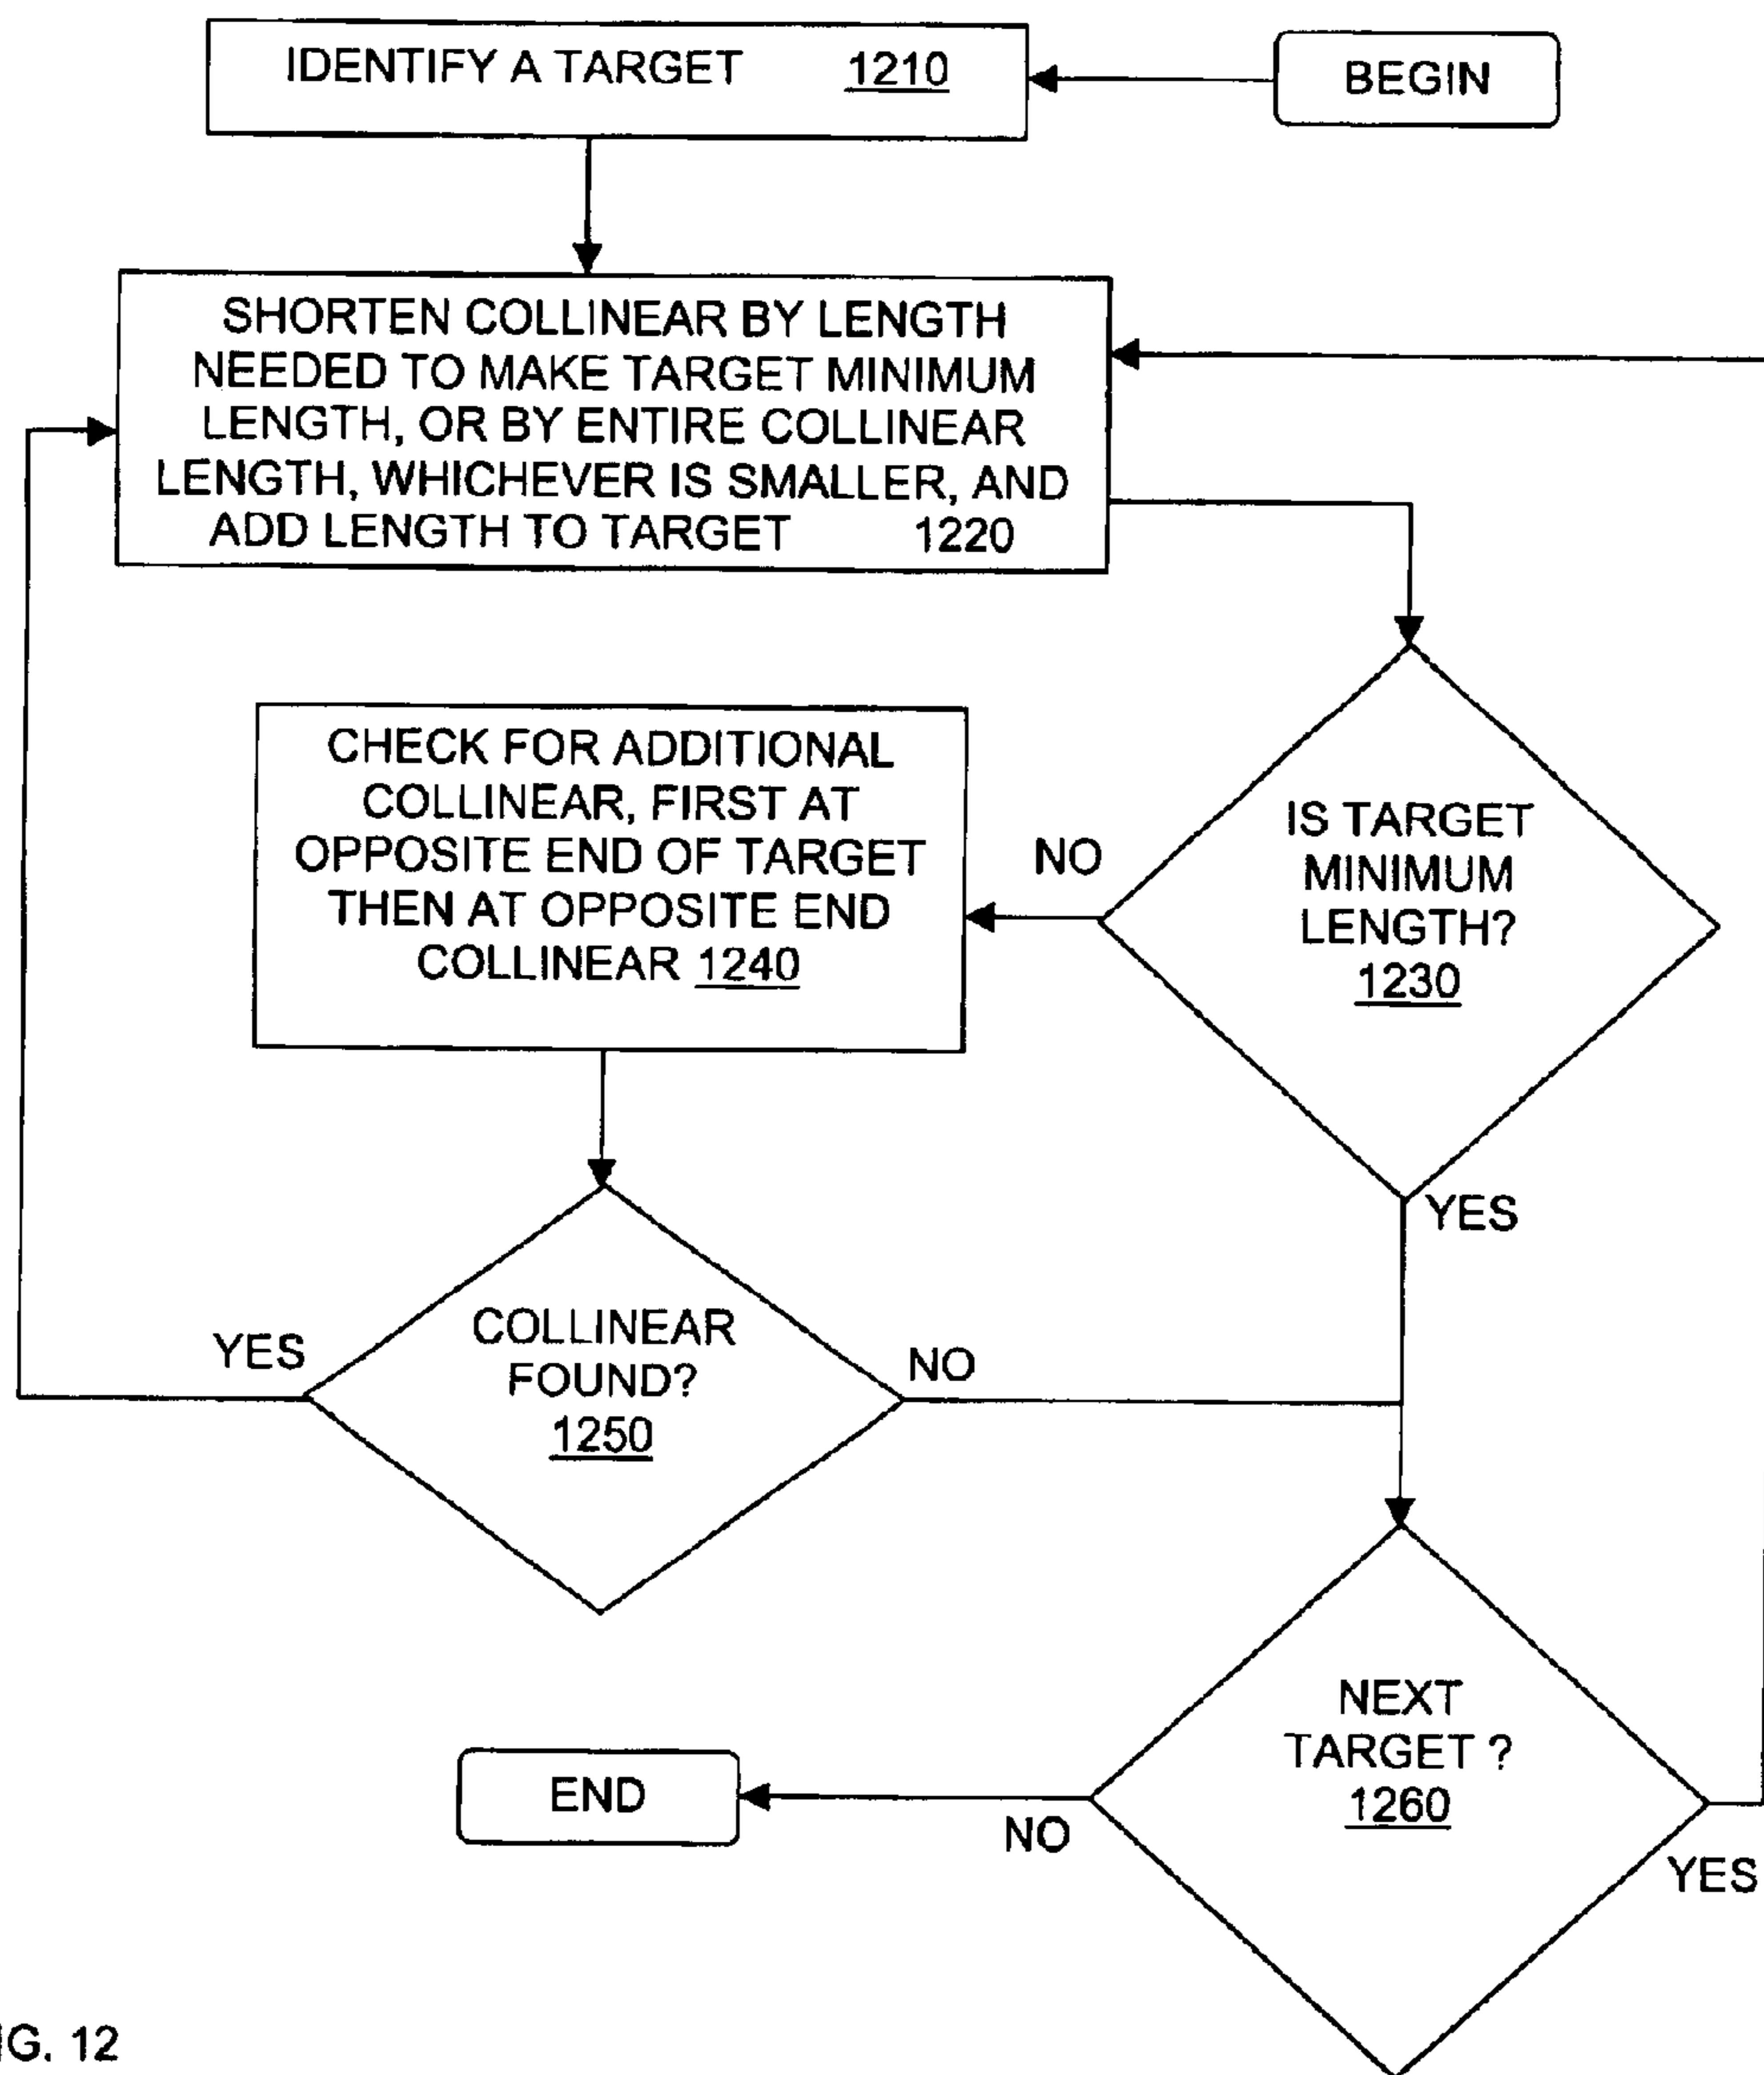 IDENTIFY A TARGET 1210
BEGIN
SHORTEN COLLINEAR BY LENGTH
NEEDED TO MAKE TARGET MINIMUM
LENGTH, OR BY ENTIRE COLLINEAR
LENGTH, WHICHEVER IS SMALLER, AND
ADD LENGTH TO TARGET 1220
CHECK FOR ADDITIONAL
COLLINEAR, FIRST AT
OPPOSITE END OF TARGET
THEN AT OPPOSITE END
COLLINEAR 1240
NO
IS TARGET
MINIMUM
LENGTH?
1230
YES
YES
COLLINEAR
FOUND?
1250
NO
NEXT
TARGET ?
1260
END
NO
YES
IG. 12